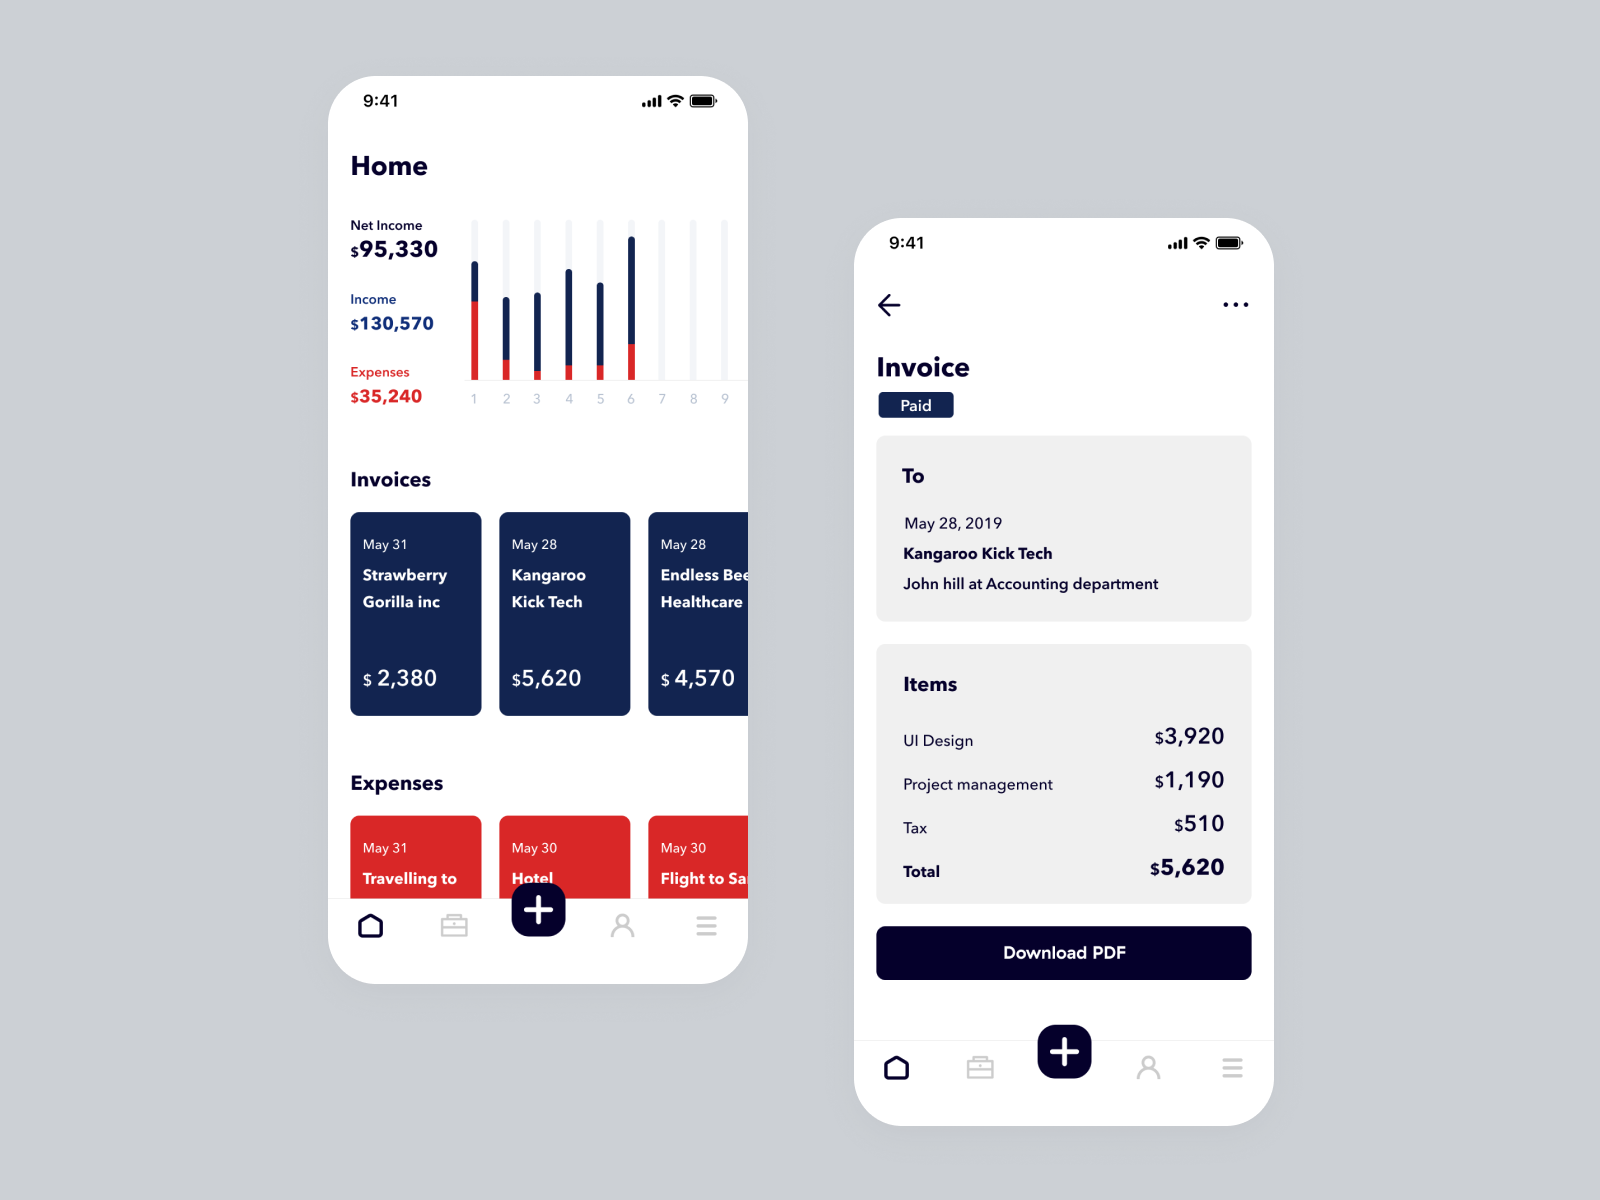 9:41
Home
Net Income
$95,330
Income
$130,570
Expenses
$35,240
1 2 3 4 5 6 7 8 9
Invoices
May 31
Strawberry
Gorilla inc
$ 2,380
May 28
Kangaroo
Kick Tech
$5,620
May 28
Endless Bee
Healthcare
$ 4,570
Expenses
May 31
Travelling to
May 30
Hotel
May 30
Flight to Sa
9:41
Invoice
Paid
To
May 28, 2019
Kangaroo Kick Tech
John hill at Accounting department
Items
UI Design $3,920
Project management $1,190
Tax $510
Total $5,620
Download PDF